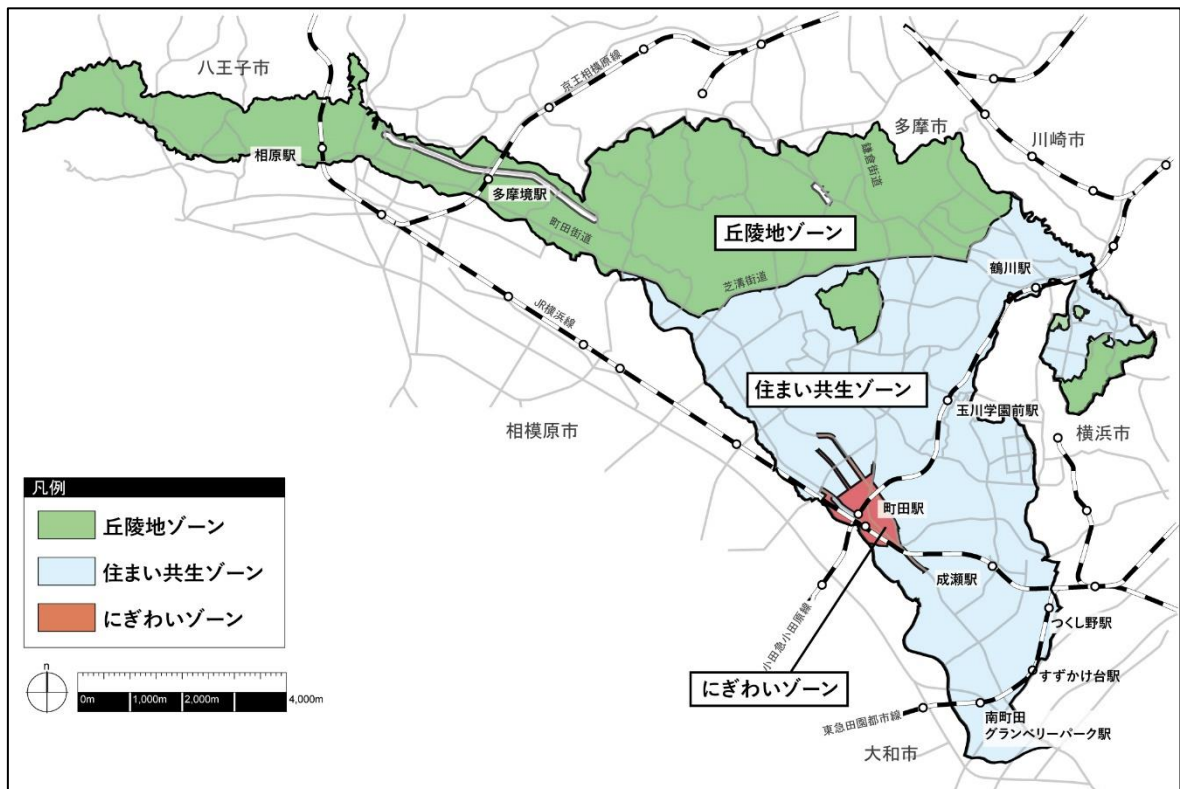 八王子市
京王相模原線
多摩市
川崎市
鎌倉街道
相原駅
多摩境駅
町田街道
丘陵地ゾーン
鶴川駅
芝溝街道
JR横浜線
住まい共生ゾーン
玉川学園前駅
相模原市
横浜市
凡例
丘陵地ゾーン
住まい共生ゾーン
にぎわいゾーン
町田駅
成瀬駅
つくし野駅
小田急小田原線
にぎわいゾーン
すずかけ台駅
n
0m 1,000m 2,000m 4,000m
南町田
グランベリーパーク駅
東急田園都市線
大和市